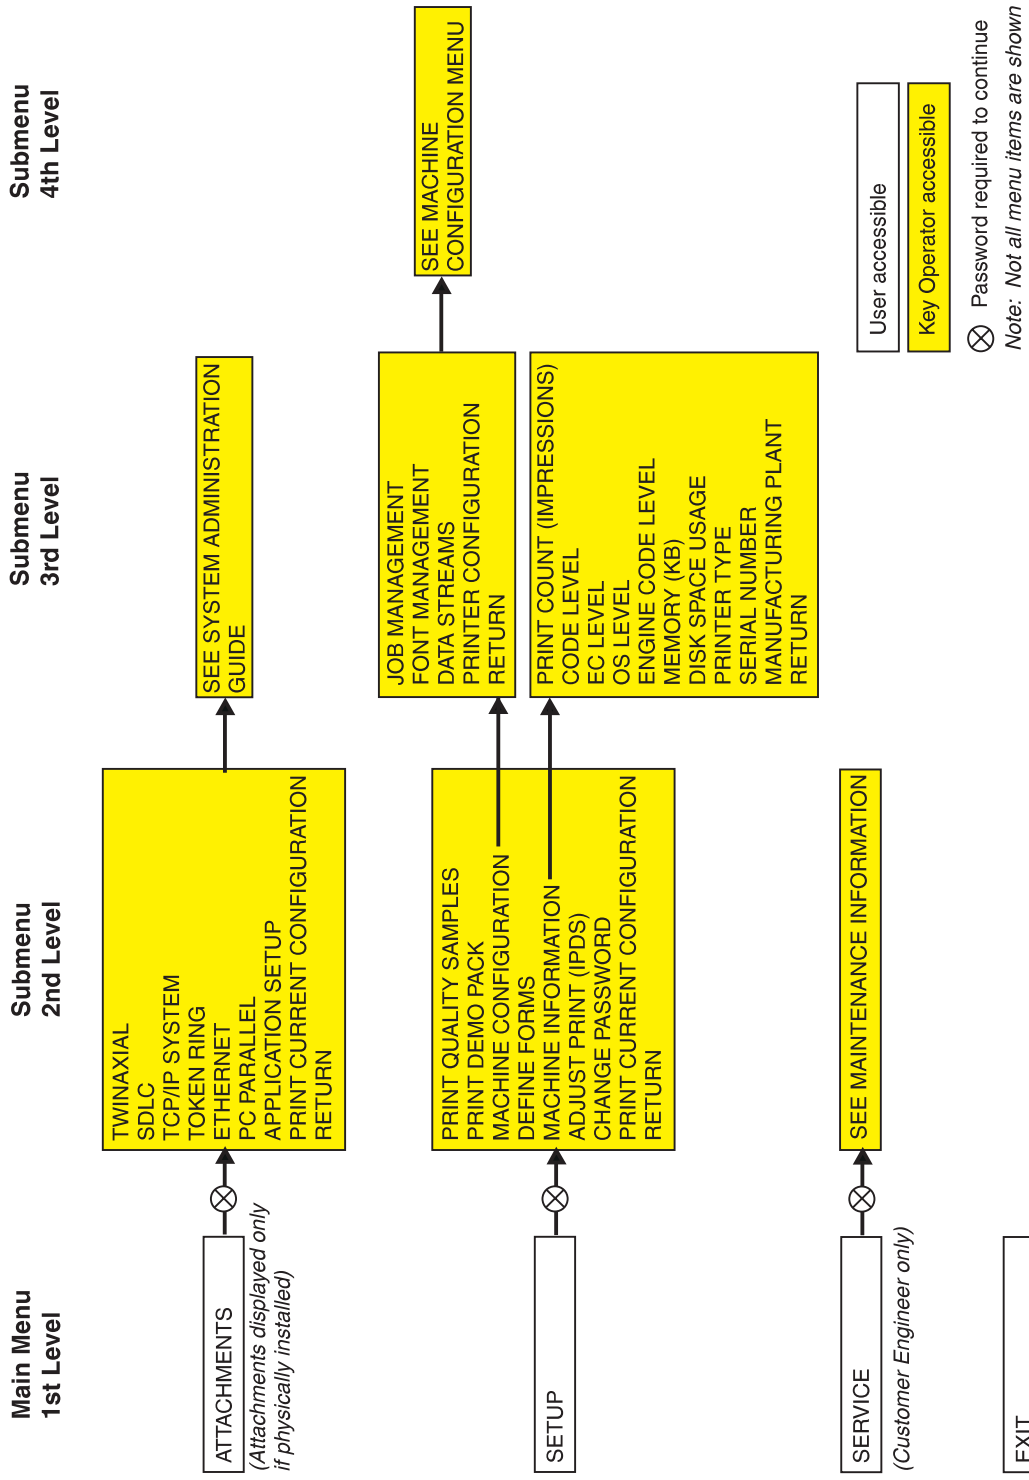 Main Menu
1st Level
Submenu
2nd Level
Submenu
3rd Level
Submenu
4th Level
ATTACHMENTS
(Attachments displayed only
if physically installed)
TWINAXIAL
SDLC
TCP/IP SYSTEM
TOKEN RING
ETHERNET
PC PARALLEL
APPLICATION SETUP
PRINT CURRENT CONFIGURATION
RETURN
SEE SYSTEM ADMINISTRATION
GUIDE
SETUP
PRINT QUALITY SAMPLES
PRINT DEMO PACK
MACHINE CONFIGURATION
DEFINE FORMS
MACHINE INFORMATION
ADJUST PRINT (IPDS)
CHANGE PASSWORD
PRINT CURRENT CONFIGURATION
RETURN
JOB MANAGEMENT
FONT MANAGEMENT
DATA STREAMS
PRINTER CONFIGURATION
RETURN
SEE MACHINE
CONFIGURATION MENU
PRINT COUNT (IMPRESSIONS)
CODE LEVEL
EC LEVEL
OS LEVEL
ENGINE CODE LEVEL
MEMORY (KB)
DISK SPACE USAGE
PRINTER TYPE
SERIAL NUMBER
MANUFACTURING PLANT
RETURN
SERVICE
(Customer Engineer only)
SEE MAINTENANCE INFORMATION
EXIT
User accessible
Key Operator accessible
Password required to continue
Note: Not all menu items are shown